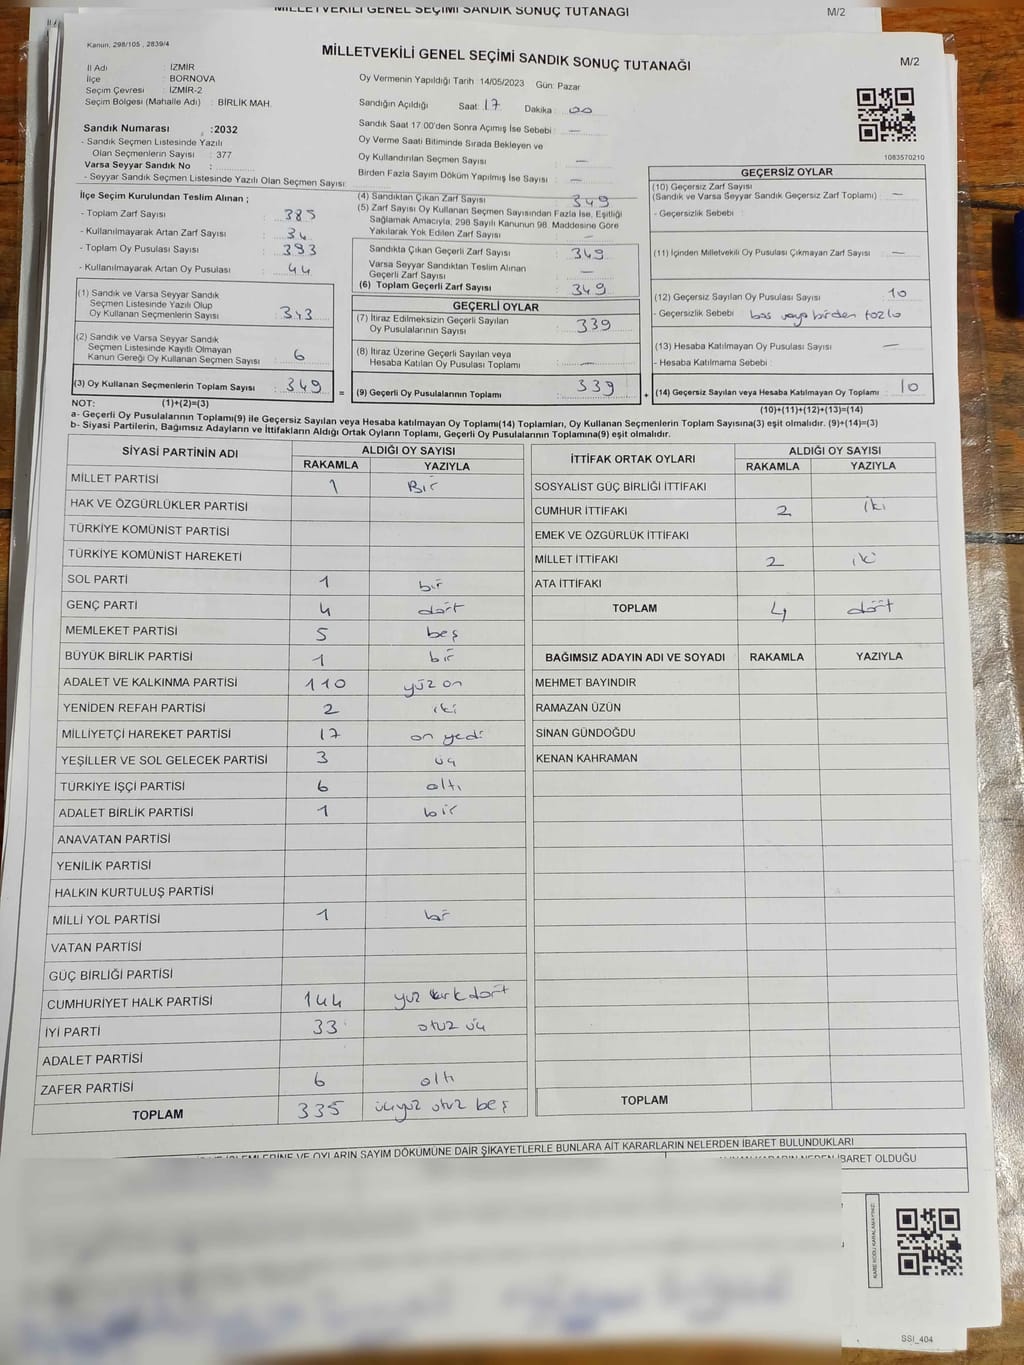 MİLLETVEKİLİ GENEL SEÇİMİ SANDIK SONUÇ TUTANAĞI
M/2
Kanun, 298/105 , 2839/4
MİLLETVEKİLİ GENEL SEÇİMİ SANDIK SONUÇ TUTANAĞI
M/2
İl Adı : İZMİR
İlçe : BORNOVA
Seçim Çevresi : İZMİR-2
Seçim Bölgesi (Mahalle Adı) : BİRLİK MAH.
Oy Vermenin Yapıldığı Tarih 14/05/2023 Gün: Pazar
Sandığın Açıldığı Saat: 17 Dakika : 00
Sandık Saat 17:00'den Sonra Açımış İse Sebebi : —
Oy Verme Saati Bitiminde Sırada Bekleyen ve
Oy Kullandırılan Seçmen Sayısı : —
Birden Fazla Sayım Döküm Yapılmış İse Sayısı : —
1083570210
Sandık Numarası : 2032
- Sandık Seçmen Listesinde Yazılı
Olan Seçmenlerin Sayısı : 377
Varsa Seyyar Sandık No :
- Seyyar Sandık Seçmen Listesinde Yazılı Olan Seçmen Sayısı:
İlçe Seçim Kurulundan Teslim Alınan ;
- Toplam Zarf Sayısı : 383
- Kullanılmayarak Artan Zarf Sayısı : 34
- Toplam Oy Pusulası Sayısı : 393
- Kullanılmayarak Artan Oy Pusulası : 44
(1) Sandık ve Varsa Seyyar Sandık
Seçmen Listesinde Yazılı Olup
Oy Kullanan Seçmenlerin Sayısı : 343
(2) Sandık ve Varsa Seyyar Sandık
Seçmen Listesinde Kayıtlı Olmayan
Kanun Gereği Oy Kullanan Seçmen Sayısı : 6
(3) Oy Kullanan Seçmenlerin Toplam Sayısı : 349 =
(4) Sandıktan Çıkan Zarf Sayısı : 349
(5) Zarf Sayısı Oy Kullanan Seçmen Sayısından Fazla İse, Eşitliği
Sağlamak Amacıyla, 298 Sayılı Kanunun 98. Maddesine Göre
Yakılarak Yok Edilen Zarf Sayısı : —
Sandıkta Çıkan Geçerli Zarf Sayısı : 349
Varsa Seyyar Sandıktan Teslim Alınan
Geçerli Zarf Sayısı : —
(6) Toplam Geçerli Zarf Sayısı : 349
GEÇERLİ OYLAR
(7) İtiraz Edilmeksizin Geçerli Sayılan
Oy Pusulalarının Sayısı : 339
(8) İtiraz Üzerine Geçerli Sayılan veya
Hesaba Katılan Oy Pusulaları Toplamı : —
(9) Geçerli Oy Pusulalarının Toplamı : 339 +
GEÇERSİZ OYLAR
(10) Geçersiz Zarf Sayısı
(Sandık ve Varsa Seyyar Sandık Geçersiz Zarf Toplamı) : —
- Geçersizlik Sebebi :
(11) İçinden Milletvekili Oy Pusulası Çıkmayan Zarf Sayısı : —
(12) Geçersiz Sayılan Oy Pusulası Sayısı : 10
- Geçersizlik Sebebi : bos veya birden fazla
(13) Hesaba Katılmayan Oy Pusulası Sayısı : —
- Hesaba Katılmama Sebebi :
(14) Geçersiz Sayılan veya Hesaba Katılmayan Oy Toplamı : 10
NOT: (1)+(2)=(3)
(10)+(11)+(12)+(13)=(14)
a- Geçerli Oy Pusulalarının Toplamı(9) ile Geçersiz Sayılan veya Hesaba katılmayan Oy Toplamı(14) Toplamları, Oy Kullanan Seçmenlerin Toplam Sayısına(3) eşit olmalıdır. (9)+(14)=(3)
b- Siyasi Partilerin, Bağımsız Adayların ve İttifakların Aldığı Ortak Oyların Toplamı, Geçerli Oy Pusulalarının Toplamına(9) eşit olmalıdır.
SİYASİ PARTİNİN ADI ALDIĞI OY SAYISI
RAKAMLA YAZIYLA
MİLLET PARTİSİ 1 Bir
HAK VE ÖZGÜRLÜKLER PARTİSİ
TÜRKİYE KOMÜNİST PARTİSİ
TÜRKİYE KOMÜNİST HAREKETİ
SOL PARTİ 1 bir
GENÇ PARTİ 4 dört
MEMLEKET PARTİSİ 5 beş
BÜYÜK BİRLİK PARTİSİ 1 bir
ADALET VE KALKINMA PARTİSİ 110 yüz on
YENİDEN REFAH PARTİSİ 2 iki
MİLLİYETÇİ HAREKET PARTİSİ 17 on yedi
YEŞİLLER VE SOL GELECEK PARTİSİ 3 üç
TÜRKİYE İŞÇİ PARTİSİ 6 altı
ADALET BİRLİK PARTİSİ 1 bir
ANAVATAN PARTİSİ
YENİLİK PARTİSİ
HALKIN KURTULUŞ PARTİSİ
MİLLİ YOL PARTİSİ 1 bir
VATAN PARTİSİ
GÜÇ BİRLİĞİ PARTİSİ
CUMHURİYET HALK PARTİSİ 144 yüz kırk dört
İYİ PARTİ 33 otuz üç
ADALET PARTİSİ
ZAFER PARTİSİ 6 altı
TOPLAM 335 üçyüz otuz beş
İTTİFAK ORTAK OYLARI ALDIĞI OY SAYISI
RAKAMLA YAZIYLA
SOSYALIST GÜÇ BİRLİĞİ İTTİFAKI
CUMHUR İTTİFAKI 2 iki
EMEK VE ÖZGÜRLÜK İTTİFAKI
MİLLET İTTİFAKI 2 iki
ATA İTTİFAKI
TOPLAM 4 dört
BAĞIMSIZ ADAYIN ADI VE SOYADI RAKAMLA YAZIYLA
MEHMET BAYINDIR
RAMAZAN ÜZÜN
SİNAN GÜNDOĞDU
KENAN KAHRAMAN
TOPLAM
VE OYLARIN SAYIM DÖKÜMÜNE DAİR ŞİKAYETLERLE BUNLARA AİT KARARLARIN NELERDEN İBARET BULUNDUKLARI
İBARET OLDUĞU
KARE KODU KARALAMAYINIZ!
SSİ_404